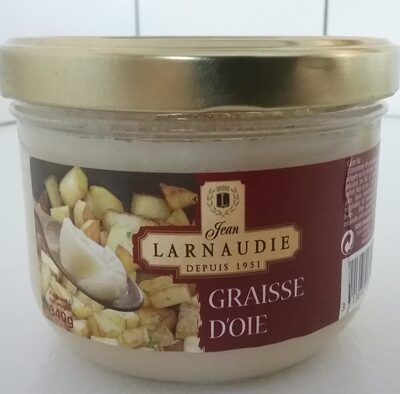 L
Jean
LARNAUDIE
DEPUIS 1951
GRAISSE
D'OIE
340g